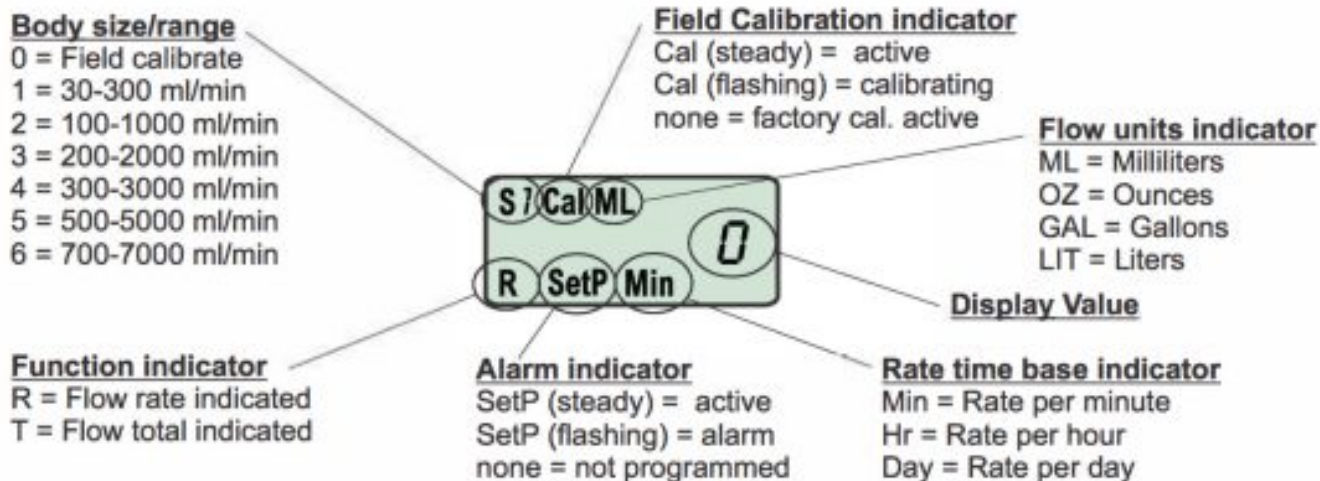 Body size/range
0 = Field calibrate
1 = 30-300 ml/min
2 = 100-1000 ml/min
3 = 200-2000 ml/min
4 = 300-3000 ml/min
5 = 500-5000 ml/min
6 = 700-7000 ml/min
Field Calibration indicator
Cal (steady) = active
Cal (flashing) = calibrating
none = factory cal. active
Flow units indicator
ML = Milliliters
OZ = Ounces
GAL = Gallons
LIT = Liters
S 7 Cal ML
0
R SetP Min
Display Value
Function indicator
R = Flow rate indicated
T = Flow total indicated
Alarm indicator
SetP (steady) = active
SetP (flashing) = alarm
none = not programmed
Rate time base indicator
Min = Rate per minute
Hr = Rate per hour
Day = Rate per day